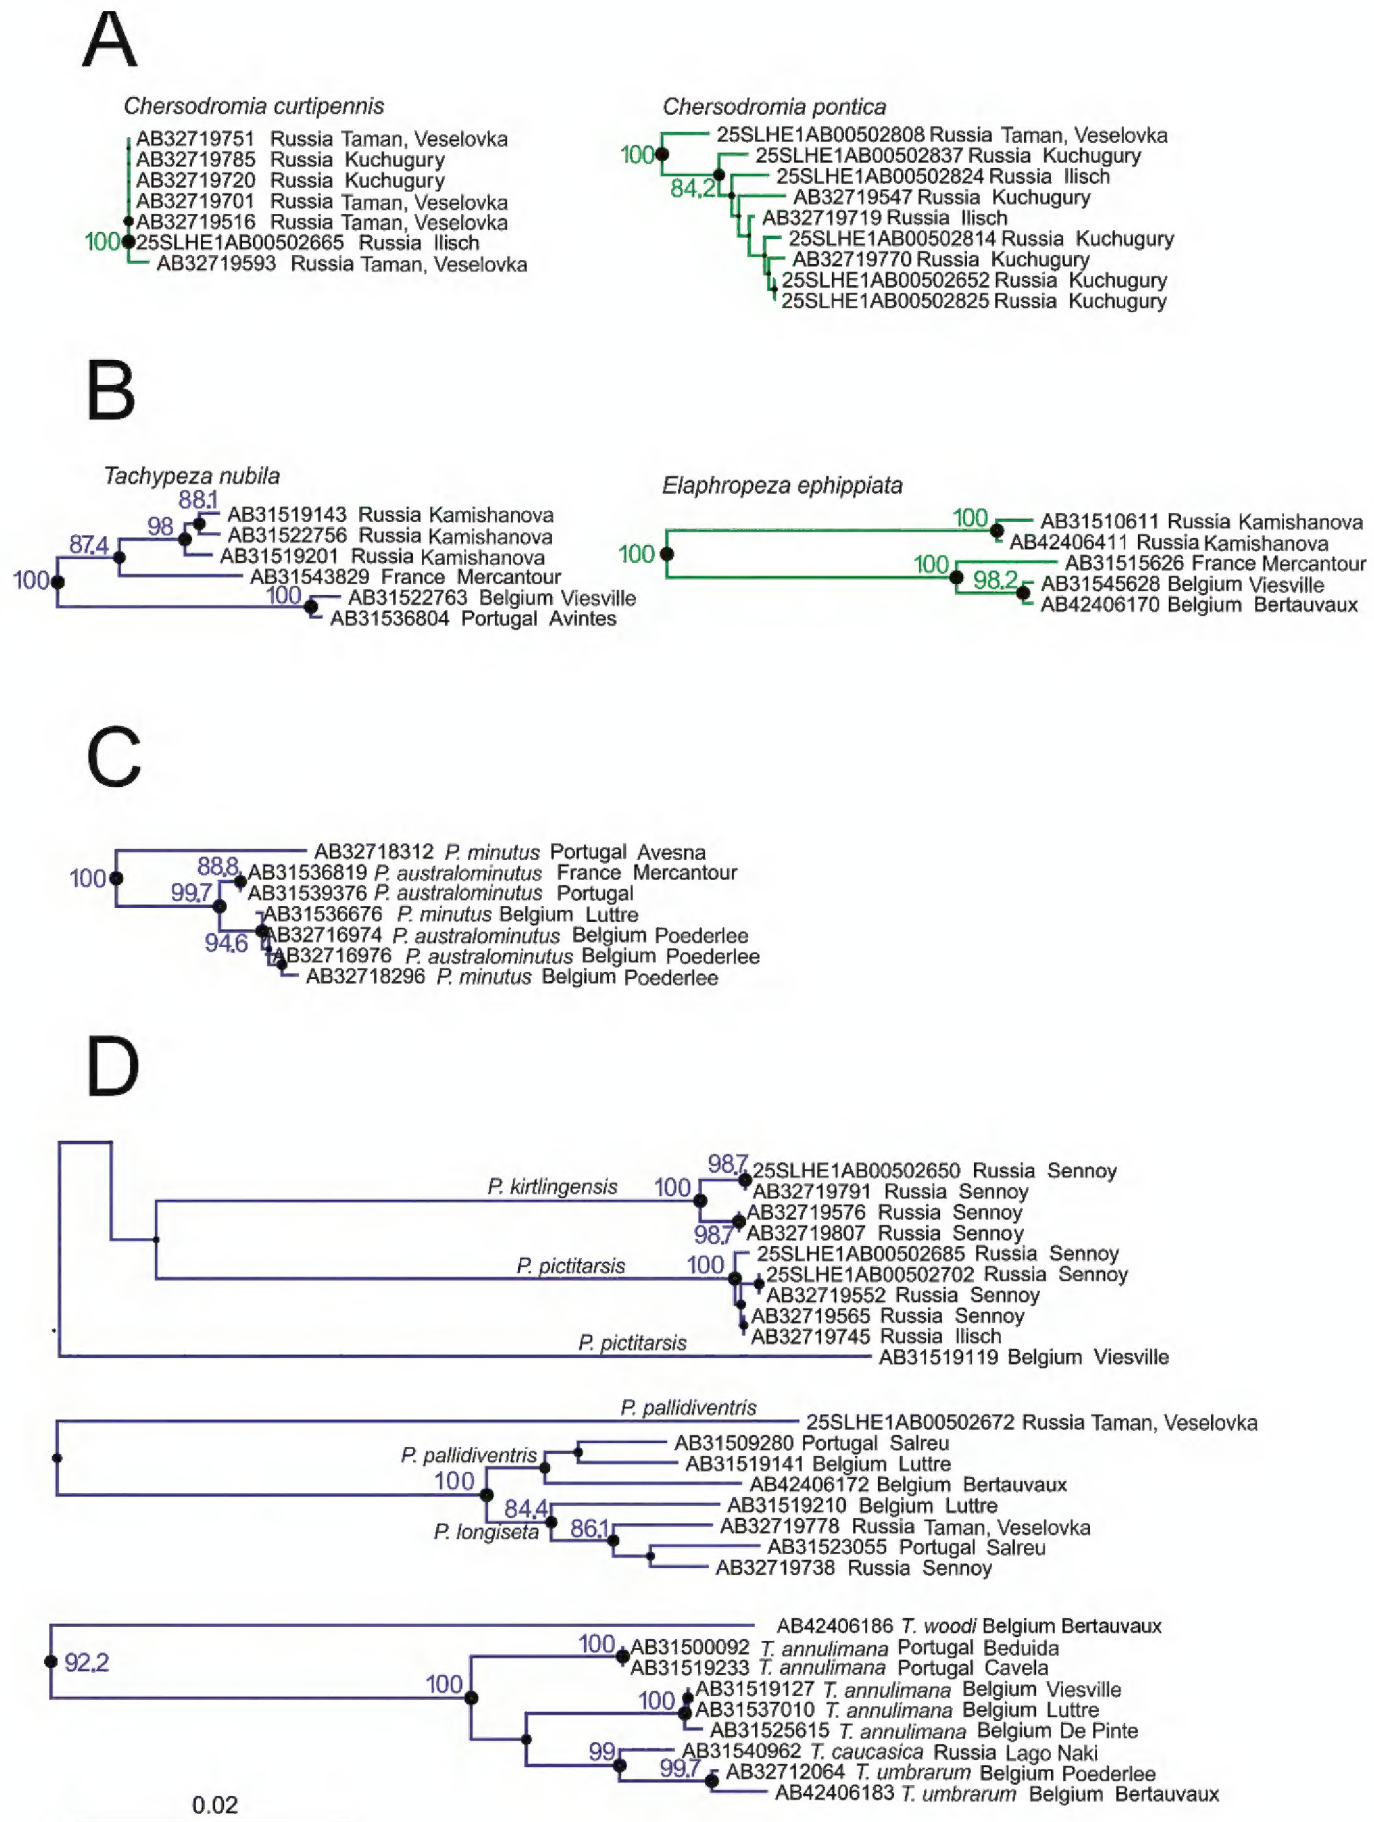 A
Chersodromia curtipennis
AB32719751 Russia Taman, Veselovka
AB32719785 Russia Kuchugury
AB32719720 Russia Kuchugury
AB32719701 Russia Taman, Veselovka
AB32719516 Russia Taman, Veselovka
100 25SLHE1AB00502665 Russia Ilisch
AB32719593 Russia Taman, Veselovka
Chersodromia pontica
25SLHE1AB00502808 Russia Taman, Veselovka
100 25SLHE1AB00502837 Russia Kuchugury
25SLHE1AB00502824 Russia Ilisch
84.2 AB32719547 Russia Kuchugury
AB32719719 Russia Ilisch
25SLHE1AB00502814 Russia Kuchugury
AB32719770 Russia Kuchugury
25SLHE1AB00502652 Russia Kuchugury
25SLHE1AB00502825 Russia Kuchugury
B
Tachypeza nubila
88.1
AB31519143 Russia Kamishanova
98 AB31522756 Russia Kamishanova
87.4 AB31519201 Russia Kamishanova
100 AB31543829 France Mercantour
100 AB31522763 Belgium Viesville
AB31536804 Portugal Avintes
Elaphropeza ephippiata
100 AB31510611 Russia Kamishanova
AB42406411 Russia Kamishanova
100
100 AB31515626 France Mercantour
98.2 AB31545628 Belgium Viesville
AB42406170 Belgium Bertauvaux
C
AB32718312 P. minutus Portugal Avesna
100 88.8 AB31536819 P. australominutus France Mercantour
99.7 AB31539376 P. australominutus Portugal
AB31536676 P. minutus Belgium Luttre
94.6 AB32716974 P. australominutus Belgium Poederlee
AB32716976 P. australominutus Belgium Poederlee
AB32718296 P. minutus Belgium Poederlee
D
98.7 25SLHE1AB00502650 Russia Sennoy
P. kirtlingensis 100 AB32719791 Russia Sennoy
AB32719576 Russia Sennoy
98.7 AB32719807 Russia Sennoy
25SLHE1AB00502685 Russia Sennoy
P. pictitarsis 100 25SLHE1AB00502702 Russia Sennoy
AB32719552 Russia Sennoy
AB32719565 Russia Sennoy
AB32719745 Russia Ilisch
P. pictitarsis
AB31519119 Belgium Viesville
P. pallidiventris
25SLHE1AB00502672 Russia Taman, Veselovka
AB31509280 Portugal Salreu
P. pallidiventris AB31519141 Belgium Luttre
100 AB42406172 Belgium Bertauvaux
84.4 AB31519210 Belgium Luttre
P. longiseta 86.1 AB32719778 Russia Taman, Veselovka
AB31523055 Portugal Salreu
AB32719738 Russia Sennoy
AB42406186 T. woodi Belgium Bertauvaux
100 AB31500092 T. annulimana Portugal Beduida
92.2 AB31519233 T. annulimana Portugal Cavela
100 AB31519127 T. annulimana Belgium Viesville
100 AB31537010 T. annulimana Belgium Luttre
AB31525615 T. annulimana Belgium De Pinte
99 AB31540962 T. caucasica Russia Lago Naki
99.7 AB32712064 T. umbrarum Belgium Poederlee
AB42406183 T. umbrarum Belgium Bertauvaux
0.02